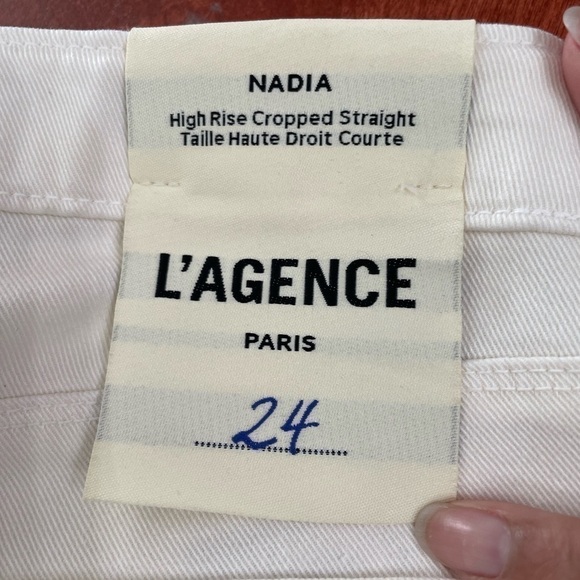 NADIA
High Rise Cropped Straight
Taille Haute Droit Courte
L'AGENCE
PARIS
24